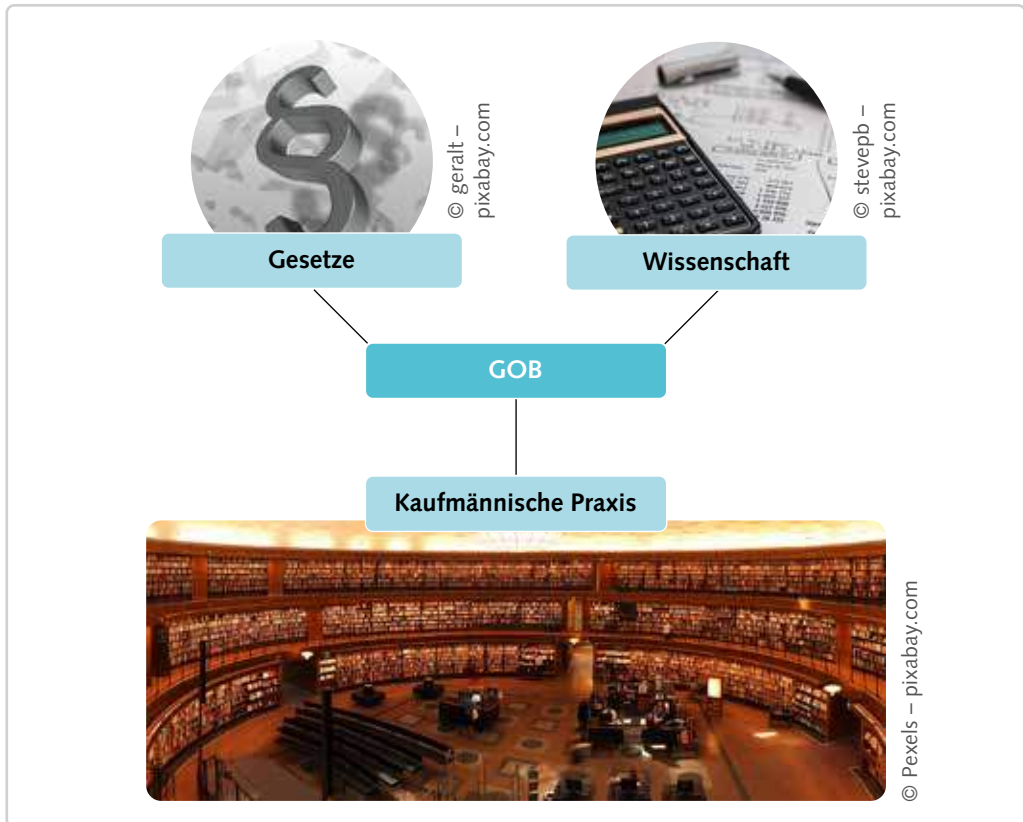 © geralt –
pixabay.com
© stevepb –
pixabay.com
Gesetze
Wissenschaft
GOB
Kaufmännische Praxis
© Pexels – pixabay.com